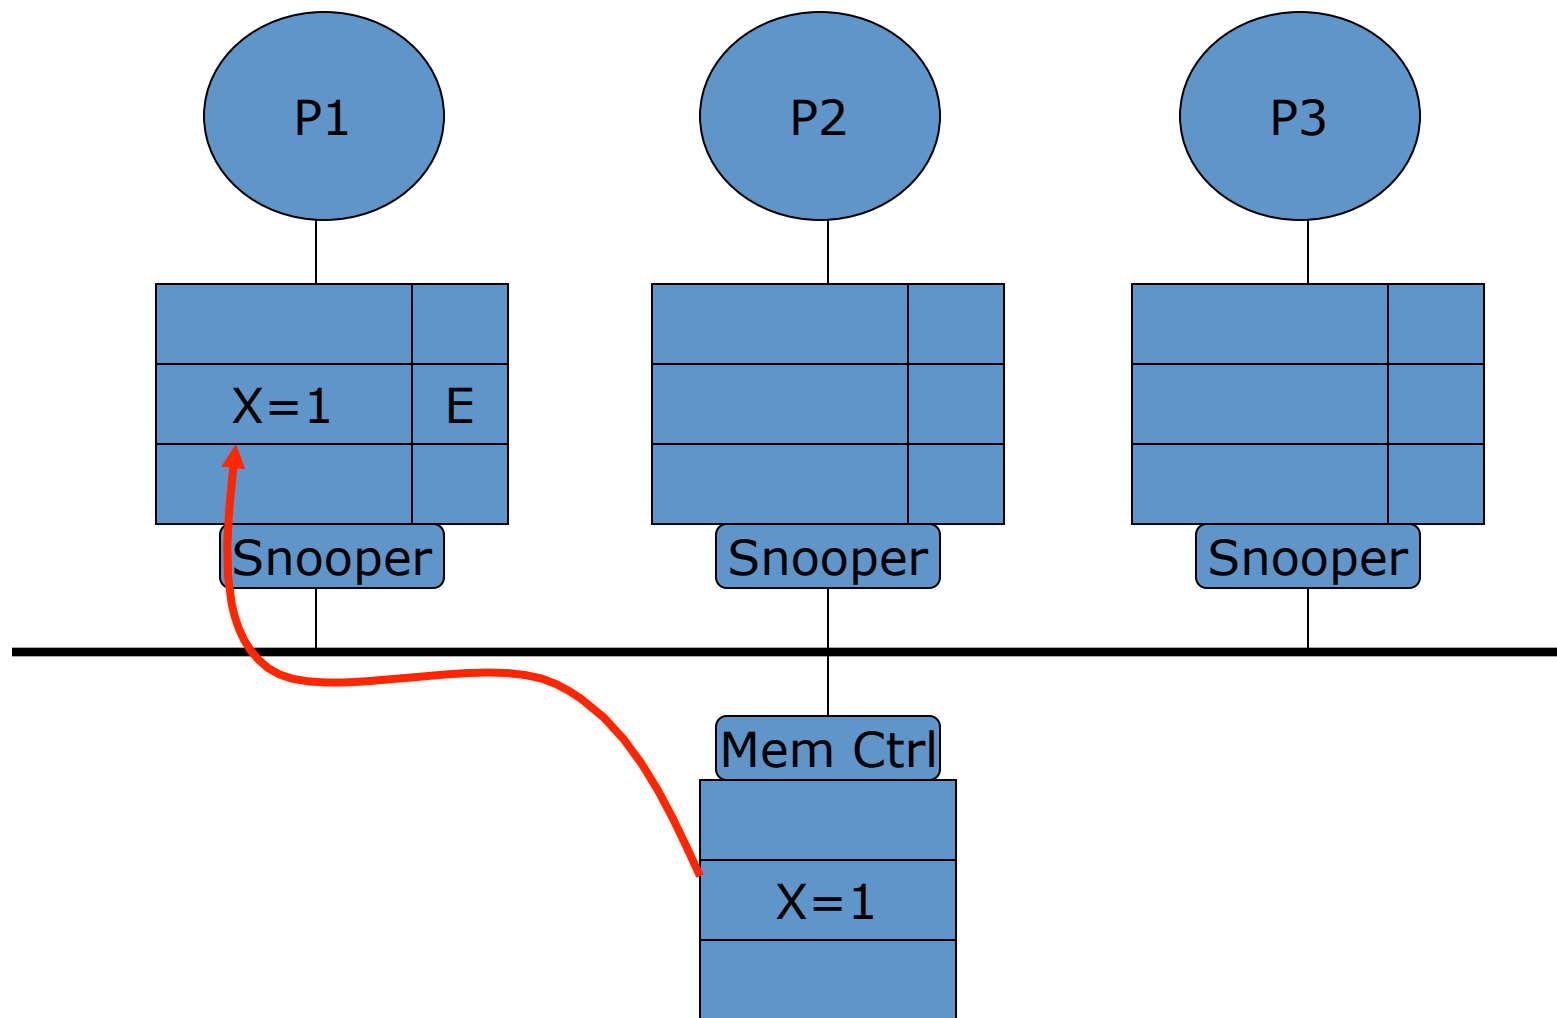 P1
P2
P3
X=1
E
Snooper
Snooper
Snooper
Mem Ctrl
X=1